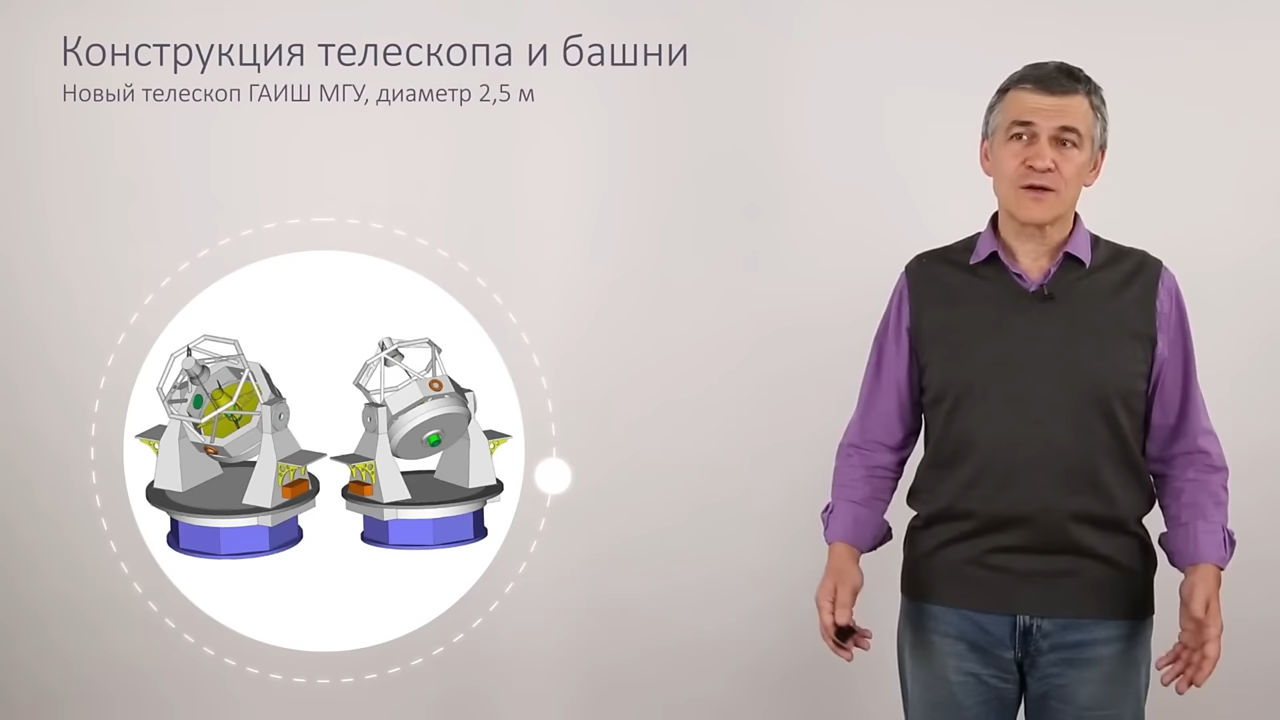 Конструкция телескопа и башни
Новый телескоп ГАИШ МГУ, диаметр 2,5 м